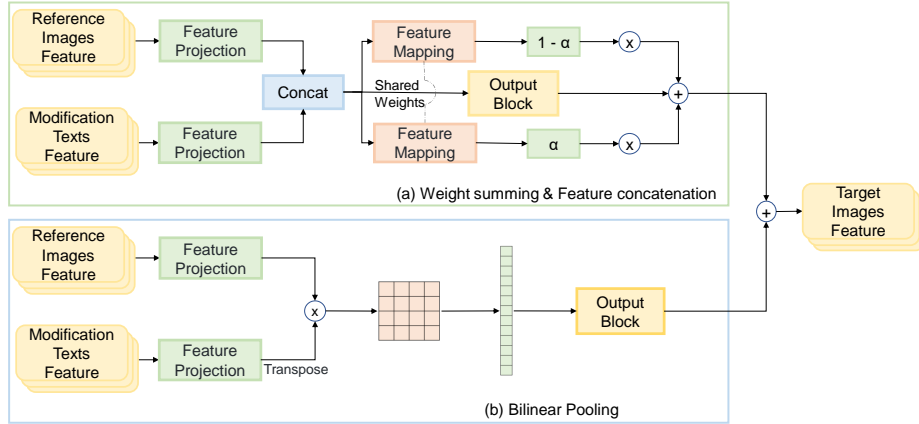 Reference
Images
Feature
Feature
Projection
Feature
Mapping
1 - α
x
Concat
Shared
Weights
Output
Block
+
Modification
Texts
Feature
Feature
Projection
Feature
Mapping
α
x
(a) Weight summing & Feature concatenation
Target
Images
Feature
+
Reference
Images
Feature
Feature
Projection
x
Output
Block
Modification
Texts
Feature
Feature
Projection
Transpose
(b) Bilinear Pooling